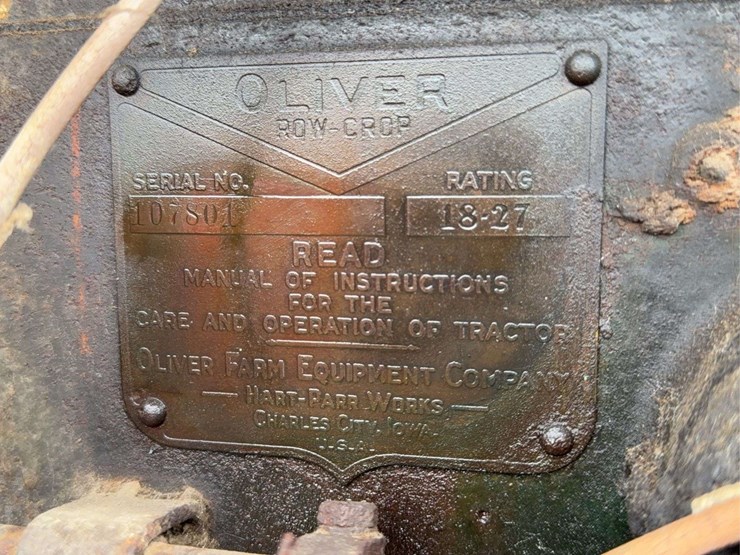 OLIVER
ROW-CROP
SERIAL NO. RATING
107801 18-27
READ
MANUAL OF INSTRUCTIONS
FOR THE
CARE AND OPERATION OF TRACTOR
OLIVER FARM EQUIPMENT COMPANY
— HART-PARR WORKS —
CHARLES CITY, IOWA.
U.S.A.